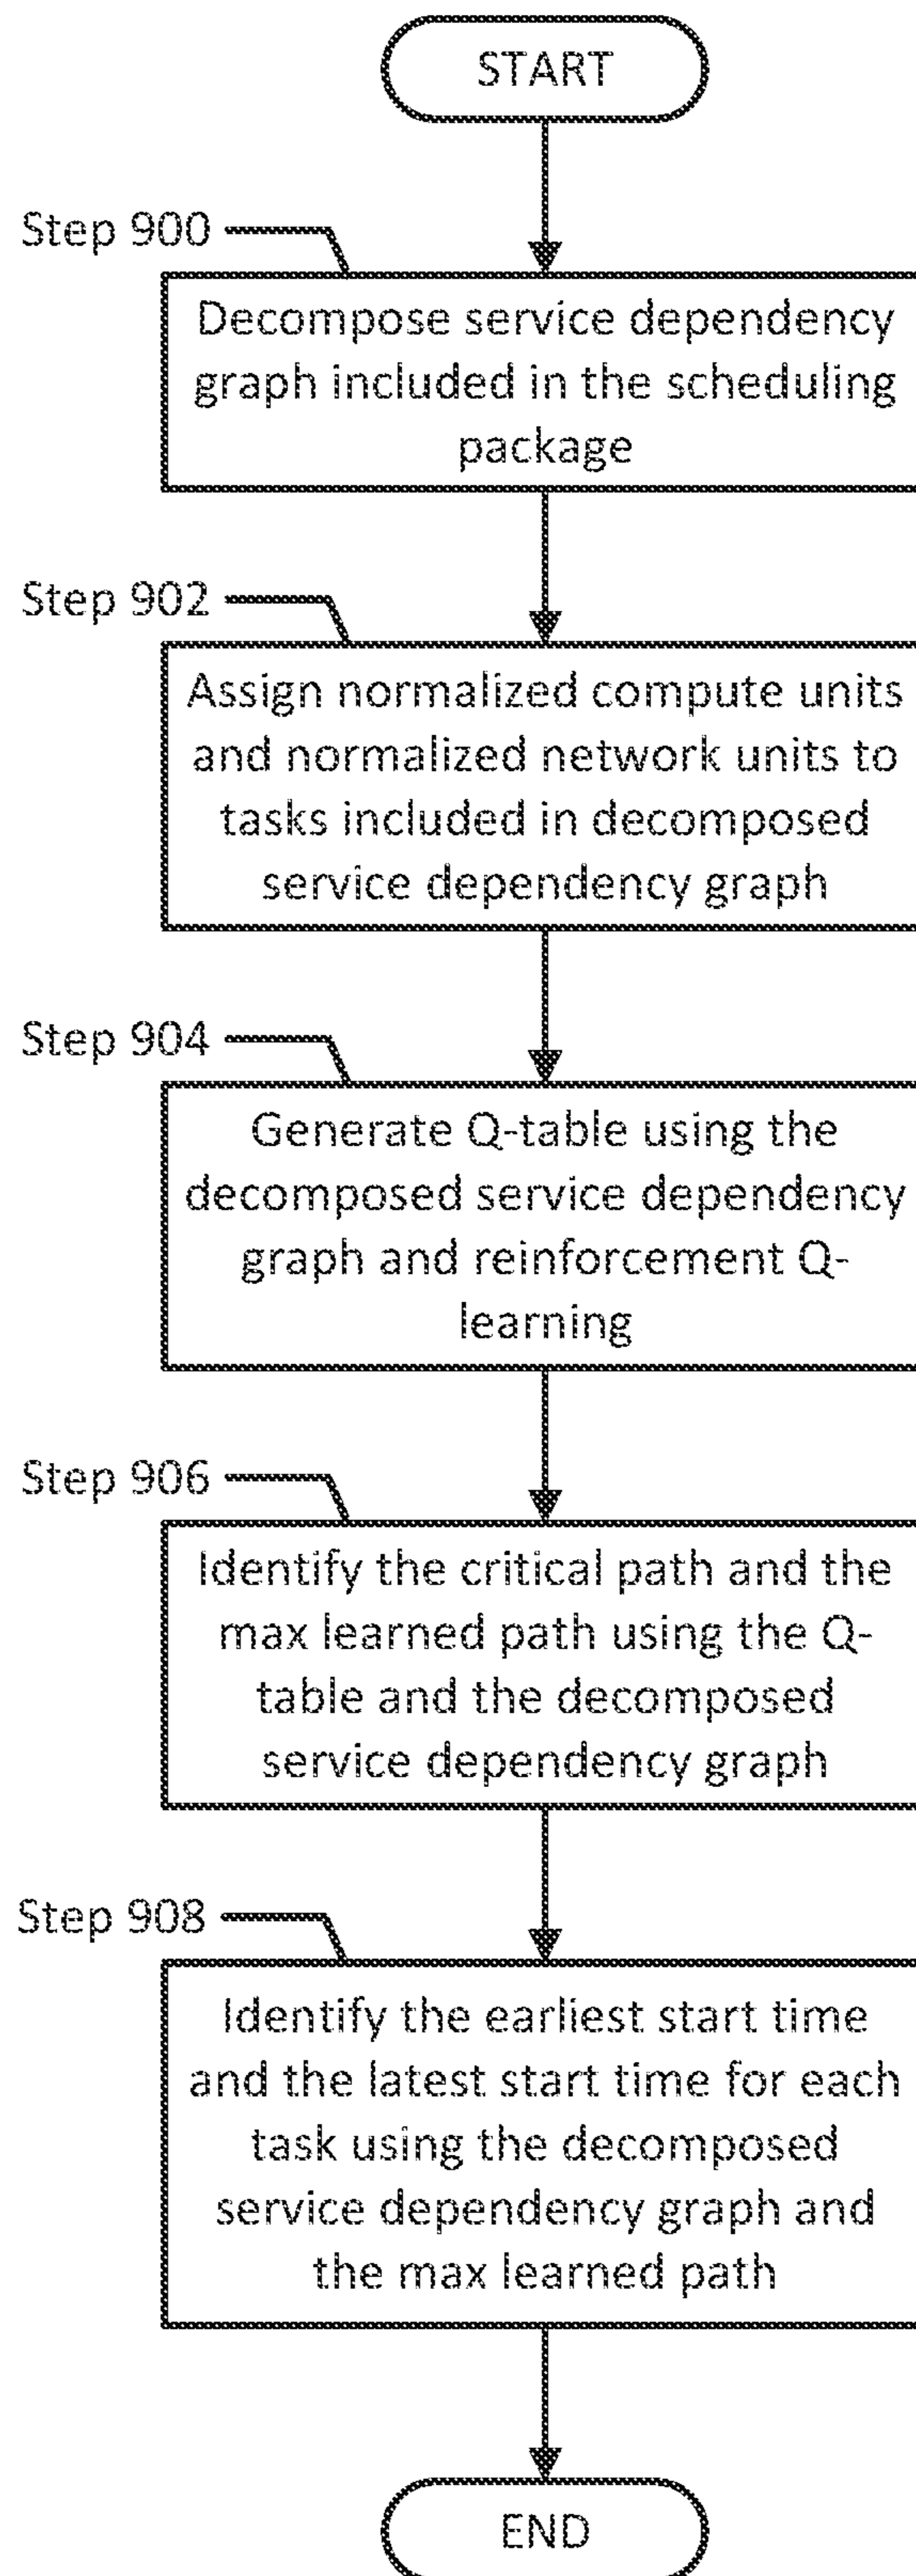 START
Step 900
Decompose service dependency
graph included in the scheduling
package
Step 902
Assign normalized compute units
and normalized network units to
tasks included in decomposed
service dependency graph
Step 904
Generate Q-table using the
decomposed service dependency
graph and reinforcement Q-
learning
Step 906
Identify the critical path and the
max learned path using the Q-
table and the decomposed
service dependency graph
Step 908
Identify the earliest start time
and the latest start time for each
task using the decomposed
service dependency graph and
the max learned path
END